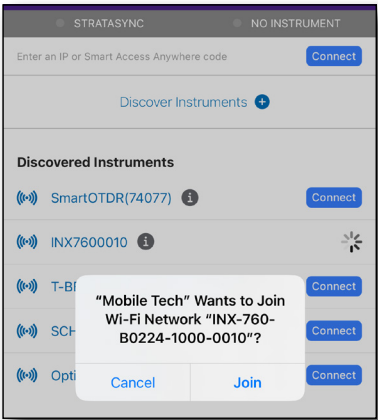 STRATASYNC NO INSTRUMENT
Enter an IP or Smart Access Anywhere code Connect
Discover Instruments +
Discovered Instruments
SmartOTDR(74077) i Connect
INX7600010 i
Connect
Connect
Connect
“Mobile Tech” Wants to Join
Wi-Fi Network “INX-760-
B0224-1000-0010”?
Cancel Join